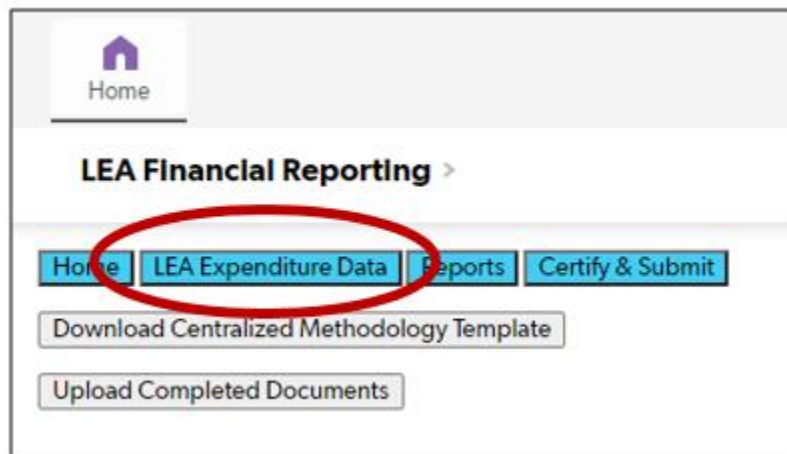 Home
LEA Financial Reporting >
Home LEA Expenditure Data Reports Certify & Submit
Download Centralized Methodology Template
Upload Completed Documents